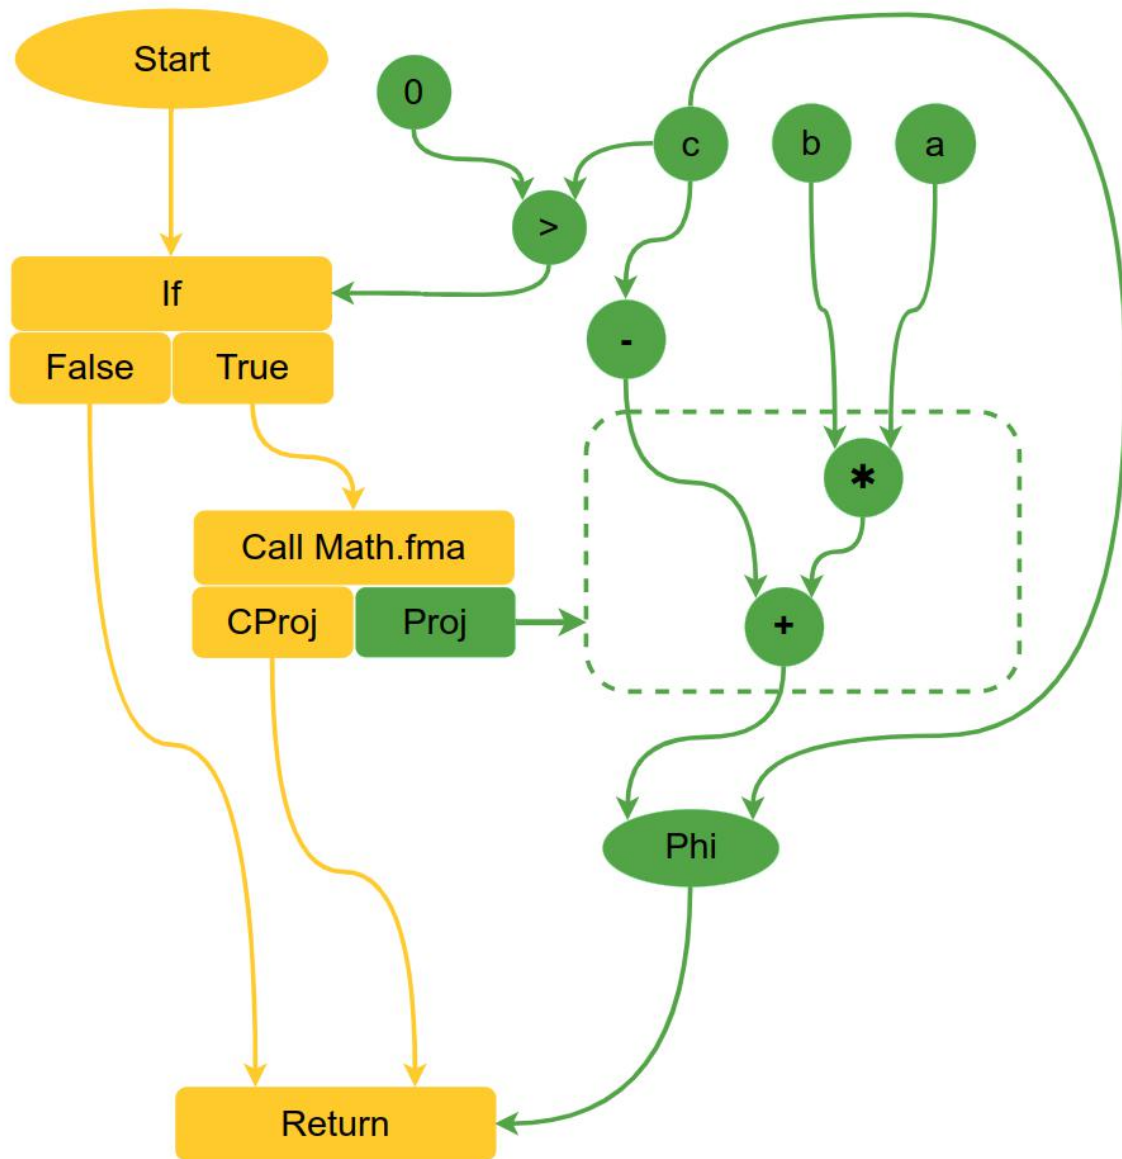 Start
0
c
b
a
>
If
False
True
-
*
Call Math.fma
CProj
Proj
+
Phi
Return